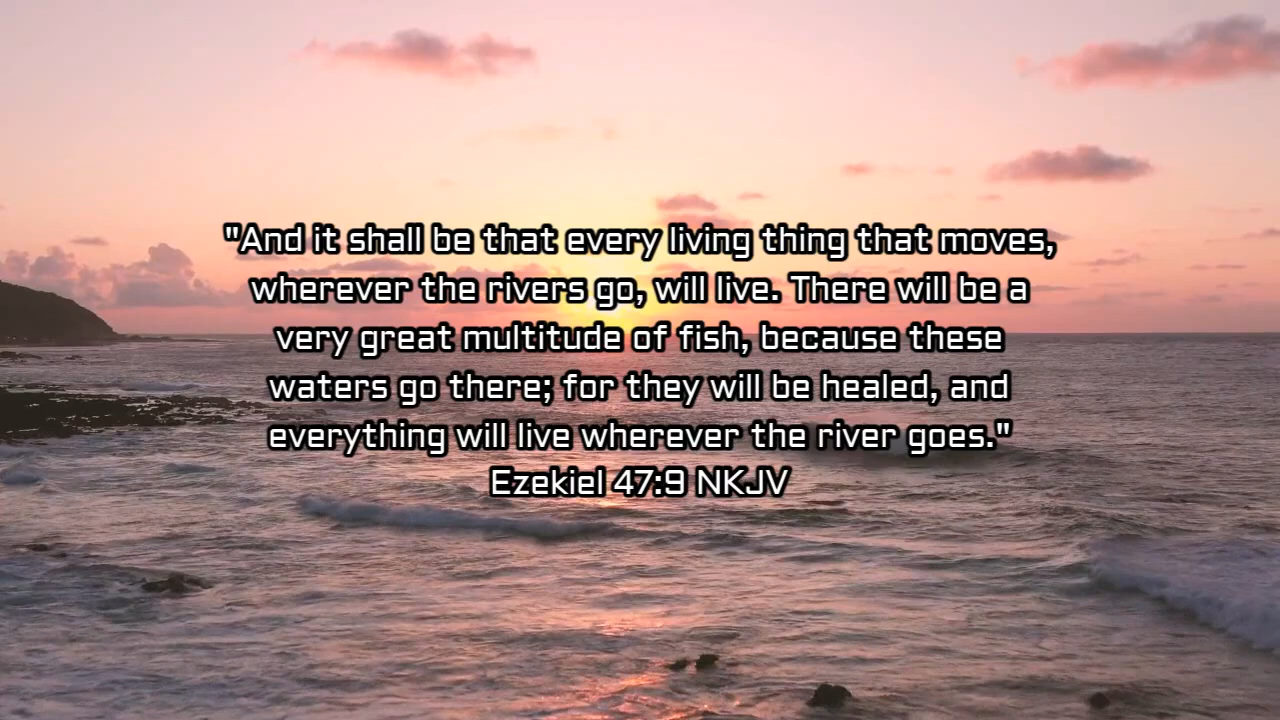 "And it shall be that every living thing that moves,
wherever the rivers go, will live. There will be a
very great multitude of fish, because these
waters go there; for they will be healed, and
everything will live wherever the river goes."
Ezekiel 47:9 NKJV